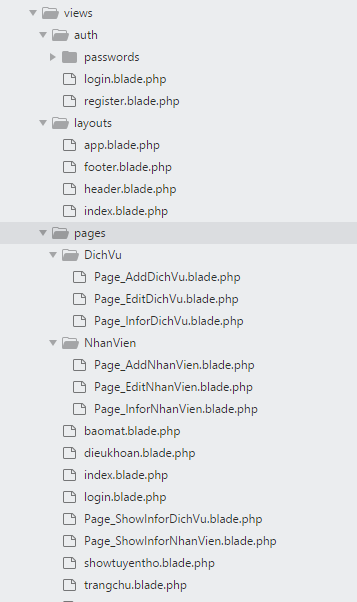 views
auth
passwords
login.blade.php
register.blade.php
layouts
app.blade.php
footer.blade.php
header.blade.php
index.blade.php
pages
DichVu
Page_AddDichVu.blade.php
Page_EditDichVu.blade.php
Page_InforDichVu.blade.php
NhanVien
Page_AddNhanVien.blade.php
Page_EditNhanVien.blade.php
Page_InforNhanVien.blade.php
baomat.blade.php
dieukhoan.blade.php
index.blade.php
login.blade.php
Page_ShowInforDichVu.blade.php
Page_ShowInforNhanVien.blade.php
showtuyentho.blade.php
trangchu.blade.php